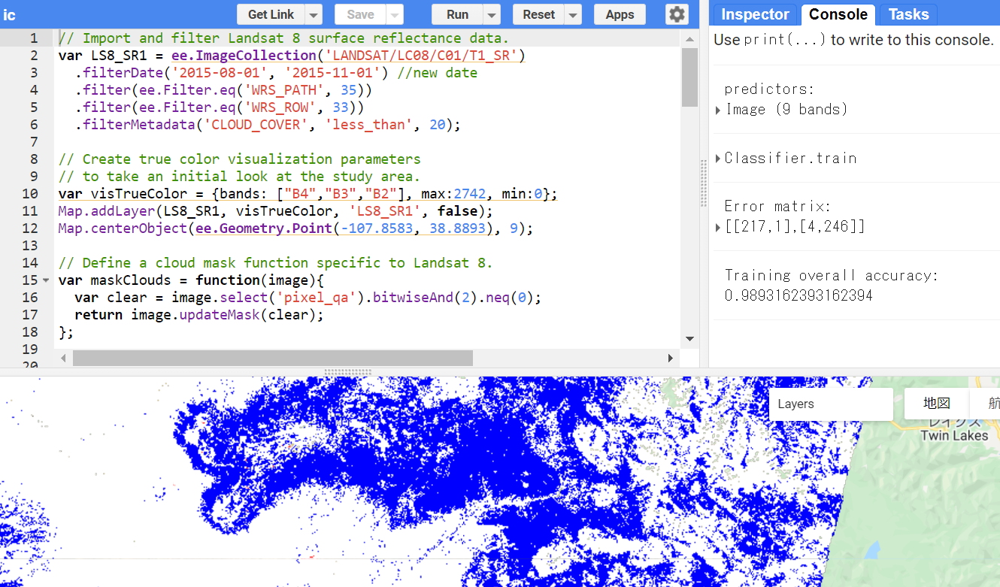 ic
Get Link
Save
Run
Reset
Apps
Inspector
Console
Tasks
1 // Import and filter Landsat 8 surface reflectance data.
2 var LS8_SR1 = ee.ImageCollection('LANDSAT/LC08/C01/T1_SR')
3 .filterDate('2015-08-01', '2015-11-01') //new date
4 .filter(ee.Filter.eq('WRS_PATH', 35))
5 .filter(ee.Filter.eq('WRS_ROW', 33))
6 .filterMetadata('CLOUD_COVER', 'less_than', 20);
7
8 // Create true color visualization parameters
9 // to take an initial look at the study area.
10 var visTrueColor = {bands: ["B4","B3","B2"], max:2742, min:0};
11 Map.addLayer(LS8_SR1, visTrueColor, 'LS8_SR1', false);
12 Map.centerObject(ee.Geometry.Point(-107.8583, 38.8893), 9);
13
14 // Define a cloud mask function specific to Landsat 8.
15 var maskClouds = function(image){
16 var clear = image.select('pixel_qa').bitwiseAnd(2).neq(0);
17 return image.updateMask(clear);
18 };
19
20
Use print(...) to write to this console.
predictors:
Image (9 bands)
Classifier.train
Error matrix:
[[217,1],[4,246]]
Training overall accuracy:
0.9893162393162394
Layers
地図
航
レイクス
Twin Lakes